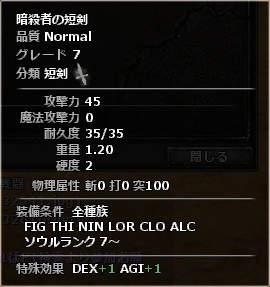 暗殺者の短剣
品質 Normal
グレード 7
分類 短剣
攻撃力 45
魔法攻撃力 0
耐久度 35/35
重量 1.20
硬度 2
閉じる
物理属性 斬0 打0 突100
装備条件 全種族
FIG THI NIN LOR CLO ALC
ソウルランク 7～
特殊効果 DEX+1 AGI+1